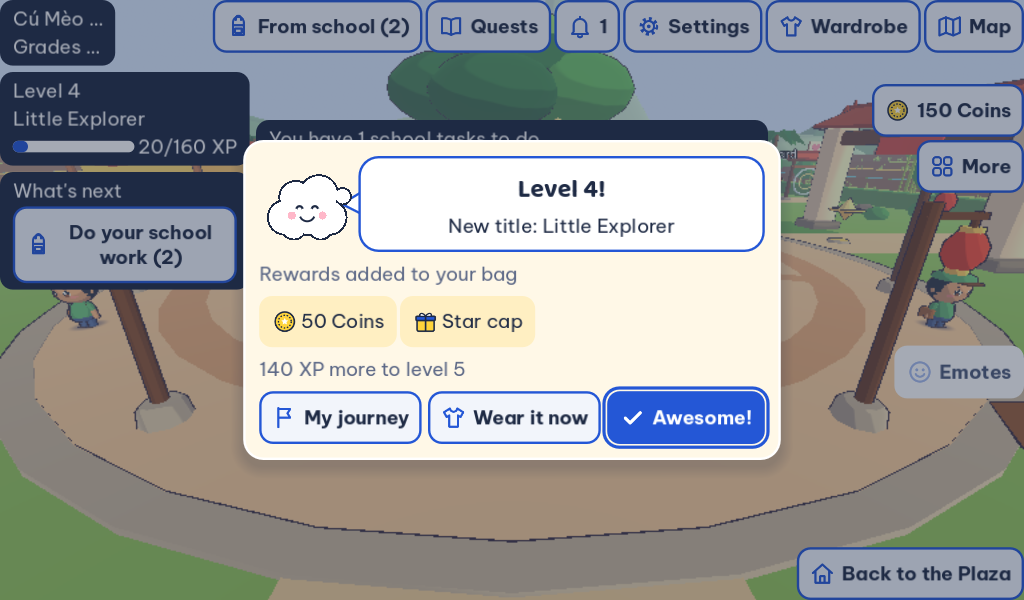 Cú Mèo ...
Grades ...
From school (2)
Quests
1
Settings
Wardrobe
Map
Level 4
Little Explorer
20/160 XP
150 Coins
You have 1 school tasks to do
More
What's next
Do your school
work (2)
Level 4!
New title: Little Explorer
Rewards added to your bag
50 Coins
Star cap
140 XP more to level 5
My journey
Wear it now
Awesome!
Emotes
Back to the Plaza